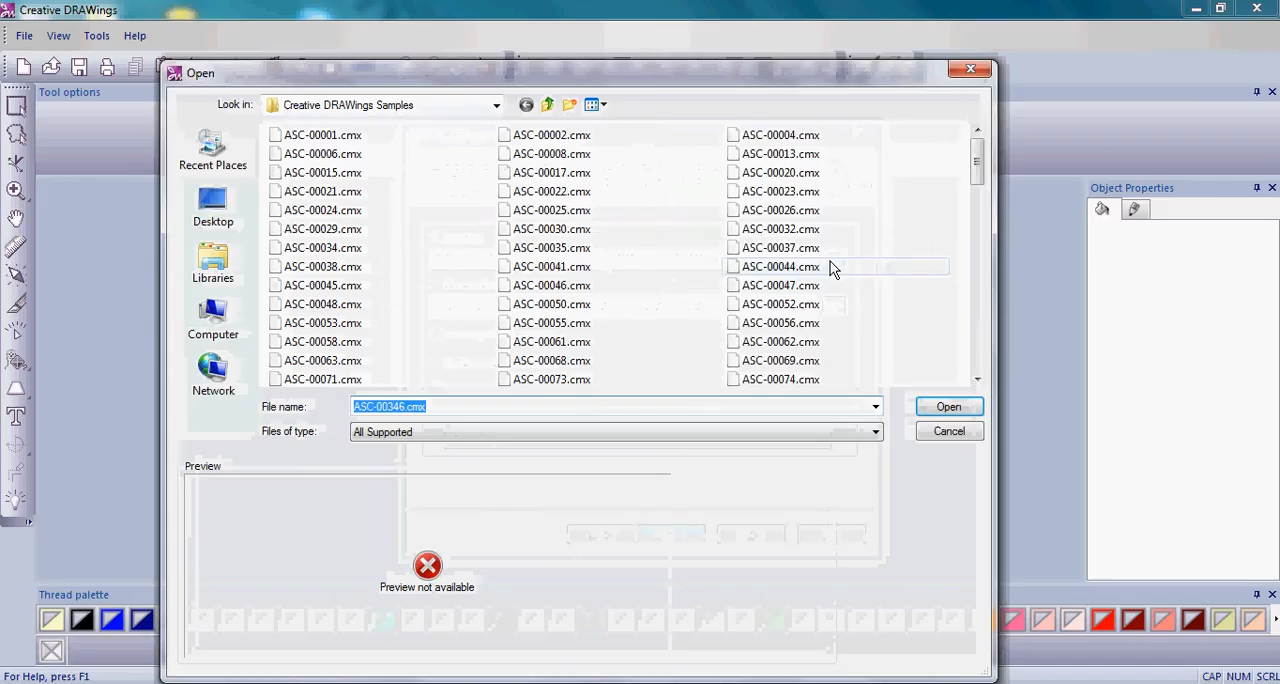 Creative DRAWings
File View Tools Help
Open
Tool options
Look in: Creative DRAWings Samples
ASC-00001.cmx ASC-00002.cmx ASC-00004.cmx
ASC-00006.cmx ASC-00008.cmx ASC-00013.cmx
Recent Places
ASC-00015.cmx ASC-00017.cmx ASC-00020.cmx
ASC-00021.cmx ASC-00022.cmx ASC-00023.cmx
Object Properties
ASC-00024.cmx ASC-00025.cmx ASC-00026.cmx
Desktop
ASC-00029.cmx ASC-00030.cmx ASC-00032.cmx
ASC-00034.cmx ASC-00035.cmx ASC-00037.cmx
ASC-00038.cmx ASC-00041.cmx ASC-00044.cmx
Libraries
ASC-00045.cmx ASC-00046.cmx ASC-00047.cmx
ASC-00048.cmx ASC-00050.cmx ASC-00052.cmx
ASC-00053.cmx ASC-00055.cmx ASC-00056.cmx
Computer
ASC-00058.cmx ASC-00061.cmx ASC-00062.cmx
ASC-00063.cmx ASC-00068.cmx ASC-00069.cmx
ASC-00071.cmx ASC-00073.cmx ASC-00074.cmx
Network
File name: ASC-00346.cmx Open
Files of type: All Supported Cancel
Preview
Preview not available
Thread palette
For Help, press F1
CAP NUM SCRL